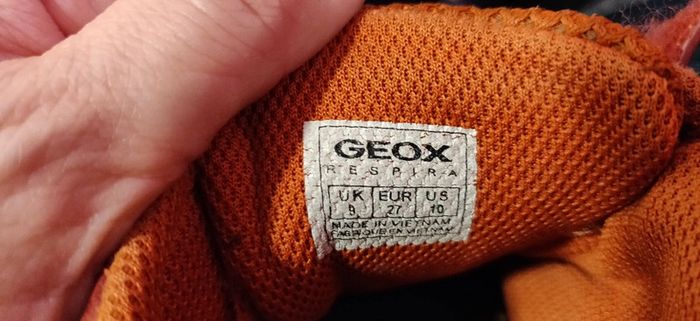 GEOX
RESPIRA
UK EUR US
9 27 10
MADE IN VIETNAM
FABRIQUE EN VIETNAM